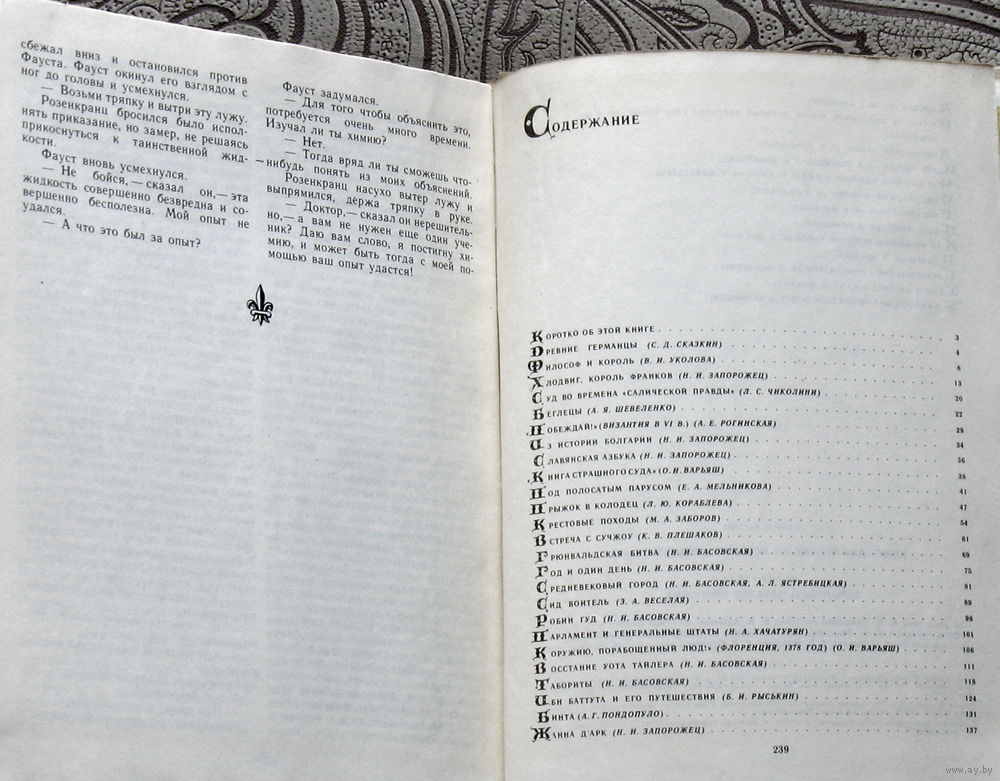 сбежал вниз и остановился против
Фауста. Фауст окинул его взглядом с
ног до головы и усмехнулся.
— Возьми тряпку и вытри эту лужу.
Розенкранц бросился было испол-
нять приказание, но замер, не решаясь
прикоснуться к таинственной жид-
кости.
Фауст вновь усмехнулся.
— Не бойся,— сказал он,— эта
жидкость совершенно безвредна и со-
вершенно бесполезна. Мой опыт не
удался.
— А что это был за опыт?
Фауст задумался.
— Для того чтобы объяснить это,
потребуется очень много времени.
Изучал ли ты химию?
— Нет.
— Тогда вряд ли ты сможешь что-
-нибудь понять из моих объяснений.
Розенкранц насухо вытер лужу и
выпрямился, держа тряпку в руке.
— Доктор,— сказал он нерешитель-
но,— а вам не нужен еще один уче-
ник? Даю вам слово, я постигну хи-
мию, и может быть тогда с моей по-
мощью ваш опыт удастся!
СОДЕРЖАНИЕ
КОРОТКО ОБ ЭТОЙ КНИГЕ 3
ДРЕВНИЕ ГЕРМАНЦЫ (С. Д. СКАЗКИН) 4
ФИЛОСОФ И КОРОЛЬ (В. И. УКОЛОВА) 8
ХЛОДВИГ, КОРОЛЬ ФРАНКОВ (Н. И. ЗАПОРОЖЕЦ) 13
СУД ВО ВРЕМЕНА «САЛИЧЕСКОЙ ПРАВДЫ» (Л. С. ЧИКОЛИНИ) 20
БЕГЛЕЦЫ (А. Я. ШЕВЕЛЕНКО) 22
„ПОБЕЖДАЙ!» (ВИЗАНТИЯ В VI В.) (А. Е. РОГИНСКАЯ) 29
ИЗ ИСТОРИИ БОЛГАРИИ (Н. И. ЗАПОРОЖЕЦ) 34
СЛАВЯНСКАЯ АЗБУКА (Н. И. ЗАПОРОЖЕЦ) 36
„КНИГА СТРАШНОГО СУДА» (О. И. ВАРЬЯШ) 38
ПОД ПОЛОСАТЫМ ПАРУСОМ (Е. А. МЕЛЬНИКОВА) 41
ПРЫЖОК В КОЛОДЕЦ (Л. Ю. КОРАБЛЕВА) 47
КРЕСТОВЫЕ ПОХОДЫ (М. А. ЗАБОРОВ) 54
ВСТРЕЧА С СУЧЖОУ (К. В. ПЛЕШАКОВ) 61
ГРЮНВАЛЬДСКАЯ БИТВА (Н. И. БАСОВСКАЯ) 69
ГОД И ОДИН ДЕНЬ (Н. И. БАСОВСКАЯ) 75
СРЕДНЕВЕКОВЫЙ ГОРОД (Н. И. БАСОВСКАЯ, А. Л. ЯСТРЕБИЦКАЯ) 81
СИД ВОИТЕЛЬ (З. А. ВЕСЕЛАЯ) 89
РОБИН ГУД (Н. И. БАСОВСКАЯ) 96
ПАРЛАМЕНТ И ГЕНЕРАЛЬНЫЕ ШТАТЫ (Н. А. ХАЧАТУРЯН) 101
К ОРУЖИЮ, ПОРАБОЩЕННЫЙ ЛЮД!» (ФЛОРЕНЦИЯ, 1378 ГОД) (О. И. ВАРЬЯШ) 106
ВОССТАНИЕ УОТА ТАЙЛЕРА (Н. И. БАСОВСКАЯ) 111
ТАБОРИТЫ (Н. И. БАСОВСКАЯ) 118
ИБН БАТТУТА И ЕГО ПУТЕШЕСТВИЯ (Б. И. РЫСЬКИН) 124
БИНТА (А. Г. ПОНДОПУЛО) 131
ЖАННА Д'АРК (Н. И. ЗАПОРОЖЕЦ) 137
239
www.ay.by